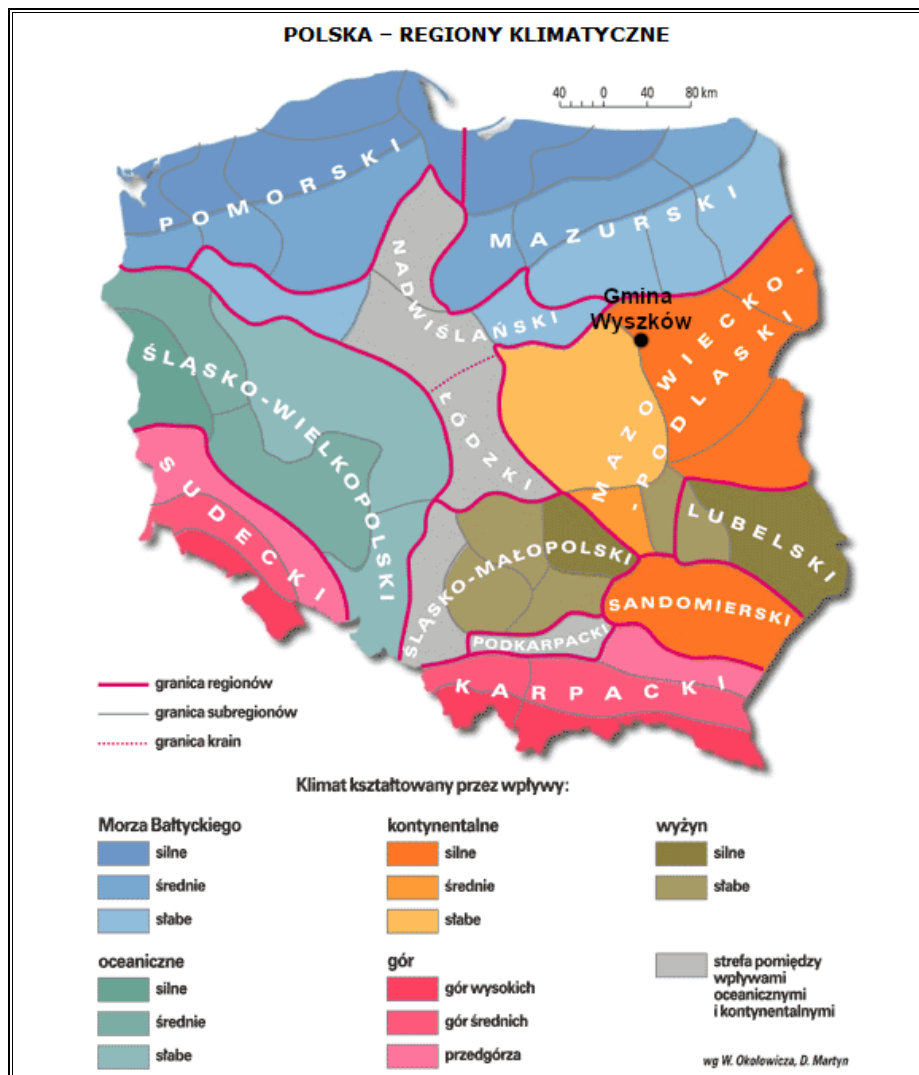 POLSKA – REGIONY KLIMATYCZNE
40 0 40 80 km
POMORSKI
MAZURSKI
NADWIŚLAŃSKI
Gmina
Wyszków
MAZOWIECKO-
-PODLASKI
ŚLĄSKO-WIELKOPOLSKI
ŁÓDZKI
SUDECKI
LUBELSKI
ŚLĄSKO-MAŁOPOLSKI
SANDOMIERSKI
PODKARPACKI
KARPACKI
granica regionów
granica subregionów
granica krain
Klimat kształtowany przez wpływy:
Morza Bałtyckiego
silne
średnie
słabe
kontynentalne
silne
średnie
słabe
wyżyn
silne
słabe
oceaniczne
silne
średnie
słabe
gór
gór wysokich
gór średnich
przedgórza
strefa pomiędzy
wpływami
oceanicznymi
i kontynentalnymi
wg W. Okołowicza, D. Martyn